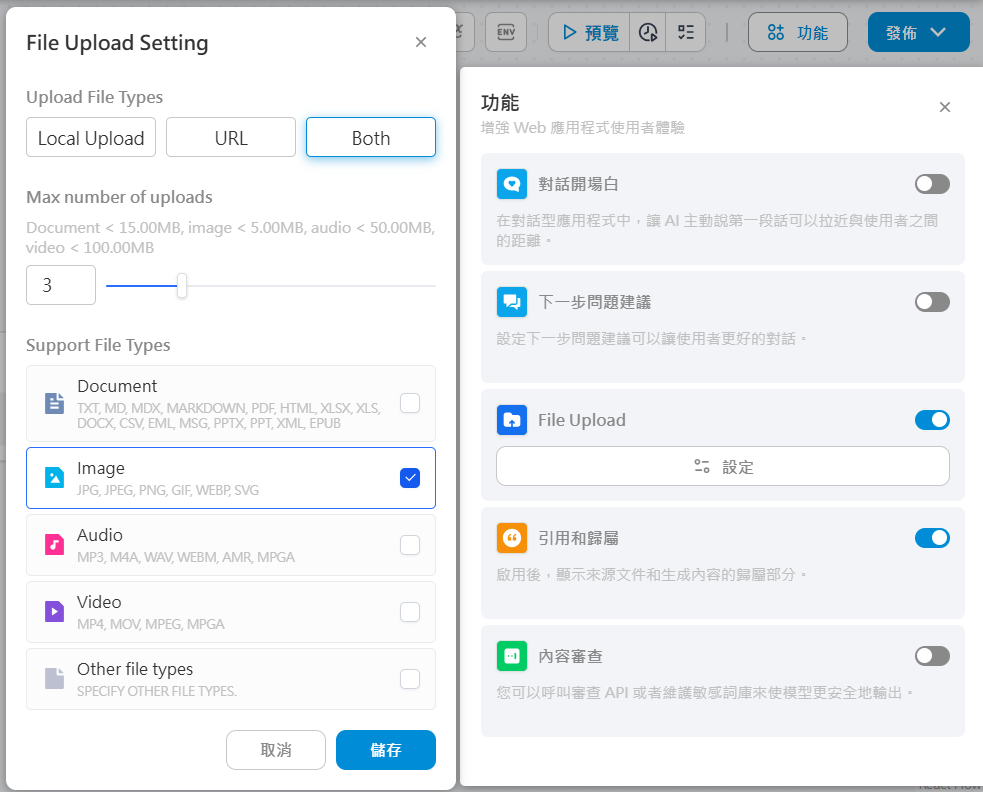 File Upload Setting
Upload File Types
Local Upload
URL
Both
Max number of uploads
Document < 15.00MB, image < 5.00MB, audio < 50.00MB,
video < 100.00MB
3
Support File Types
Document
TXT, MD, MDX, MARKDOWN, PDF, HTML, XLSX, XLS,
DOCX, CSV, EML, MSG, PPTX, PPT, XML, EPUB
Image
JPG, JPEG, PNG, GIF, WEBP, SVG
Audio
MP3, M4A, WAV, WEBM, AMR, MPGA
Video
MP4, MOV, MPEG, MPGA
Other file types
SPECIFY OTHER FILE TYPES.
取消
儲存
ENV
預覽
功能
發佈
功能
增強 Web 應用程式使用者體驗
對話開場白
在對話型應用程式中，讓 AI 主動說第一段話可以拉近與使用者之間
的距離。
下一步問題建議
設定下一步問題建議可以讓使用者更好的對話。
File Upload
設定
引用和歸屬
啟用後，顯示來源文件和生成內容的歸屬部分。
內容審查
您可以呼叫審查 API 或者維護敏感詞庫來使模型更安全地輸出。
React Flow